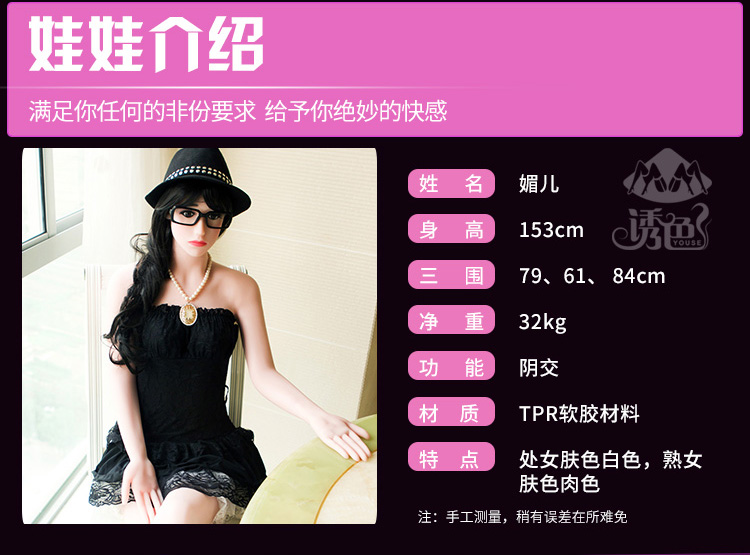 娃娃介绍
满足你任何的非份要求 给予你绝妙的快感
诱色
YOUSE
姓 名 媚儿
身 高 153cm
三 围 79、61、84cm
净 重 32kg
功 能 阴交
材 质 TPR软胶材料
特 点 处女肤色白色，熟女
肤色肉色
注：手工测量，稍有误差在所难免